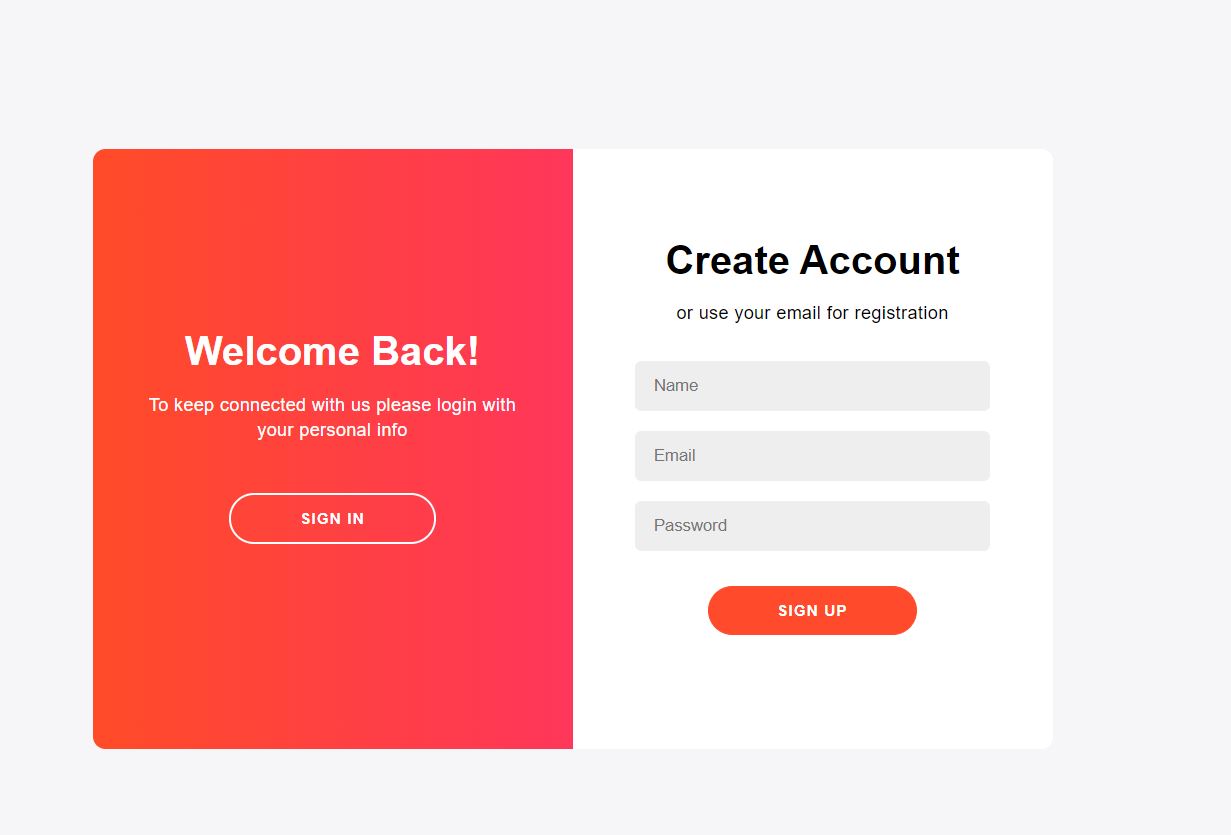 Welcome Back!
To keep connected with us please login with
your personal info
SIGN IN
Create Account
or use your email for registration
Name
Email
Password
SIGN UP